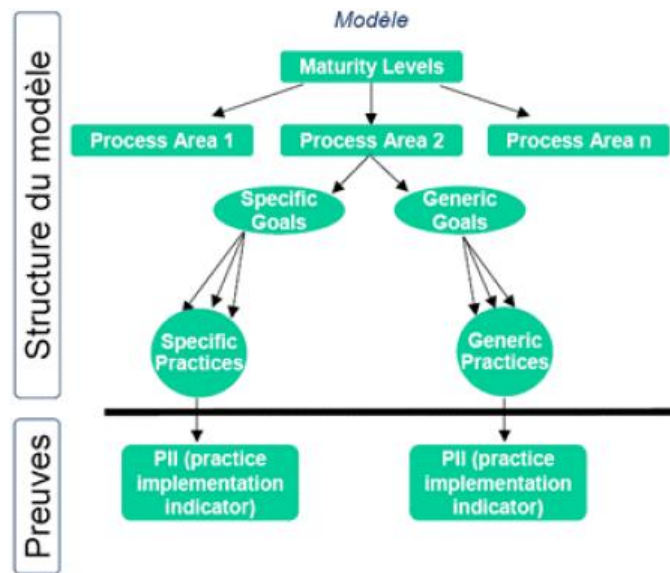 Modèle
Structure du modèle
Maturity Levels
Process Area 1
Process Area 2
Process Area n
Specific
Goals
Generic
Goals
Specific
Practices
Generic
Practices
Preuves
PII (practice
implementation
indicator)
PII (practice
implementation
indicator)